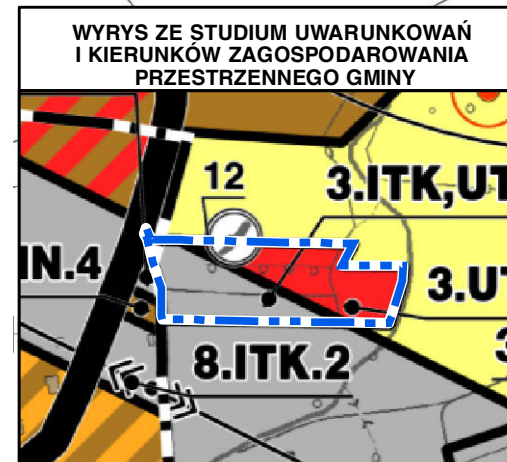 WYRYS ZE STUDIUM UWARUNKOWAŃ
I KIERUNKÓW ZAGOSPODAROWANIA
PRZESTRZENNEGO GMINY
12
3.ITK,UT
IN.4
3.UT
3
8.ITK.2